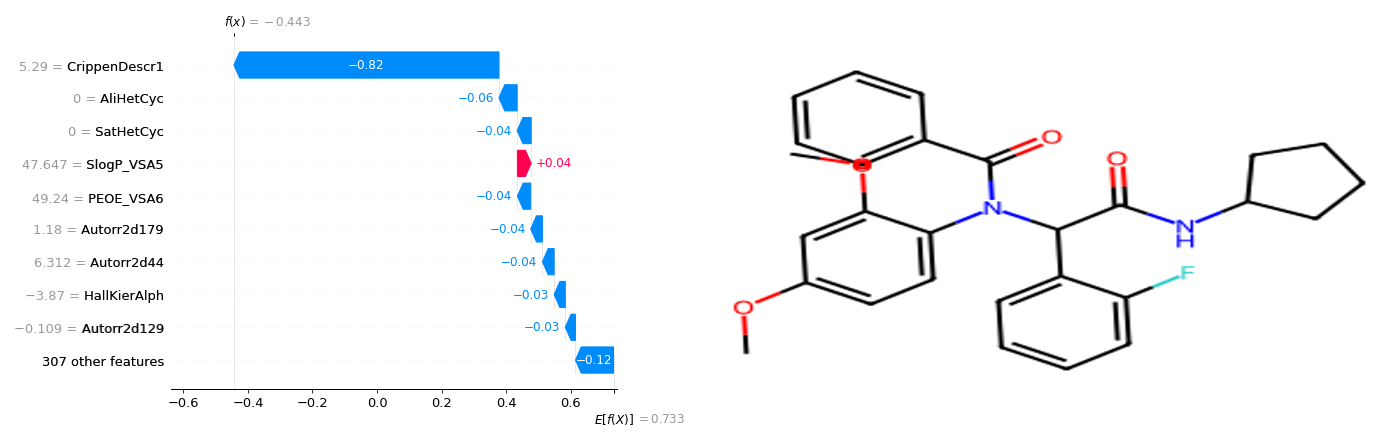 f(x) = −0.443
5.29 = CrippenDescr1
−0.82
0 = AliHetCyc
−0.06
0 = SatHetCyc
−0.04
47.647 = SlogP_VSA5
+0.04
49.24 = PEOE_VSA6
−0.04
1.18 = Autorr2d179
−0.04
6.312 = Autorr2d44
−0.04
−3.87 = HallKierAlph
−0.03
−0.109 = Autorr2d129
−0.03
307 other features
−0.12
−0.6 −0.4 −0.2 0.0 0.2 0.4 0.6
E[f(X)] = 0.733
O
O
O
N
N
H
F
O